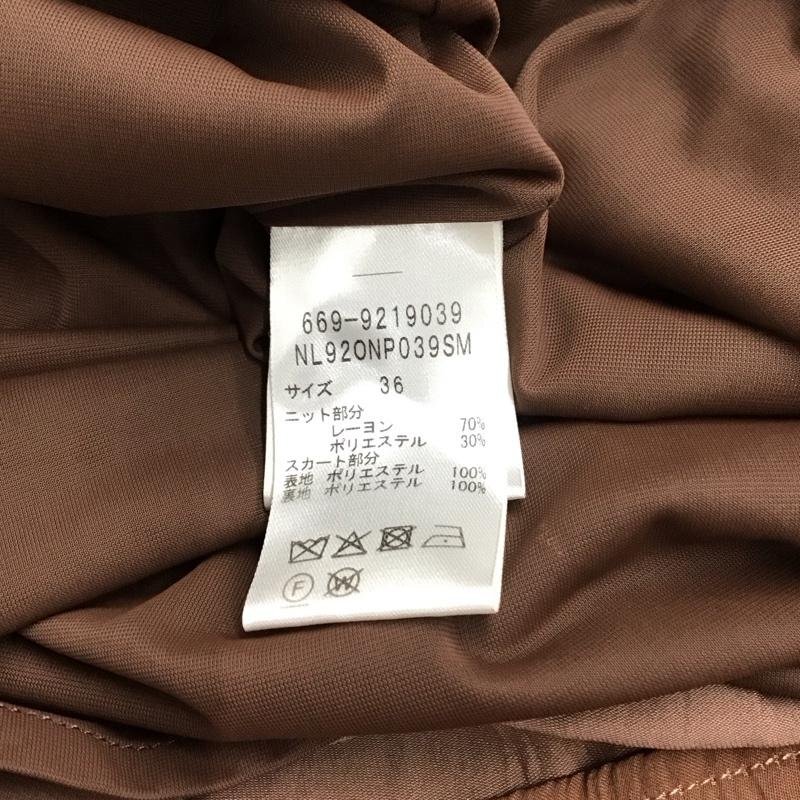 669-9219039
NL92ONP039SM
サイズ 36
ニット部分
レーヨン 70%
ポリエステル 30%
スカート部分
表地 ポリエステル 100%
裏地 ポリエステル 100%
F W